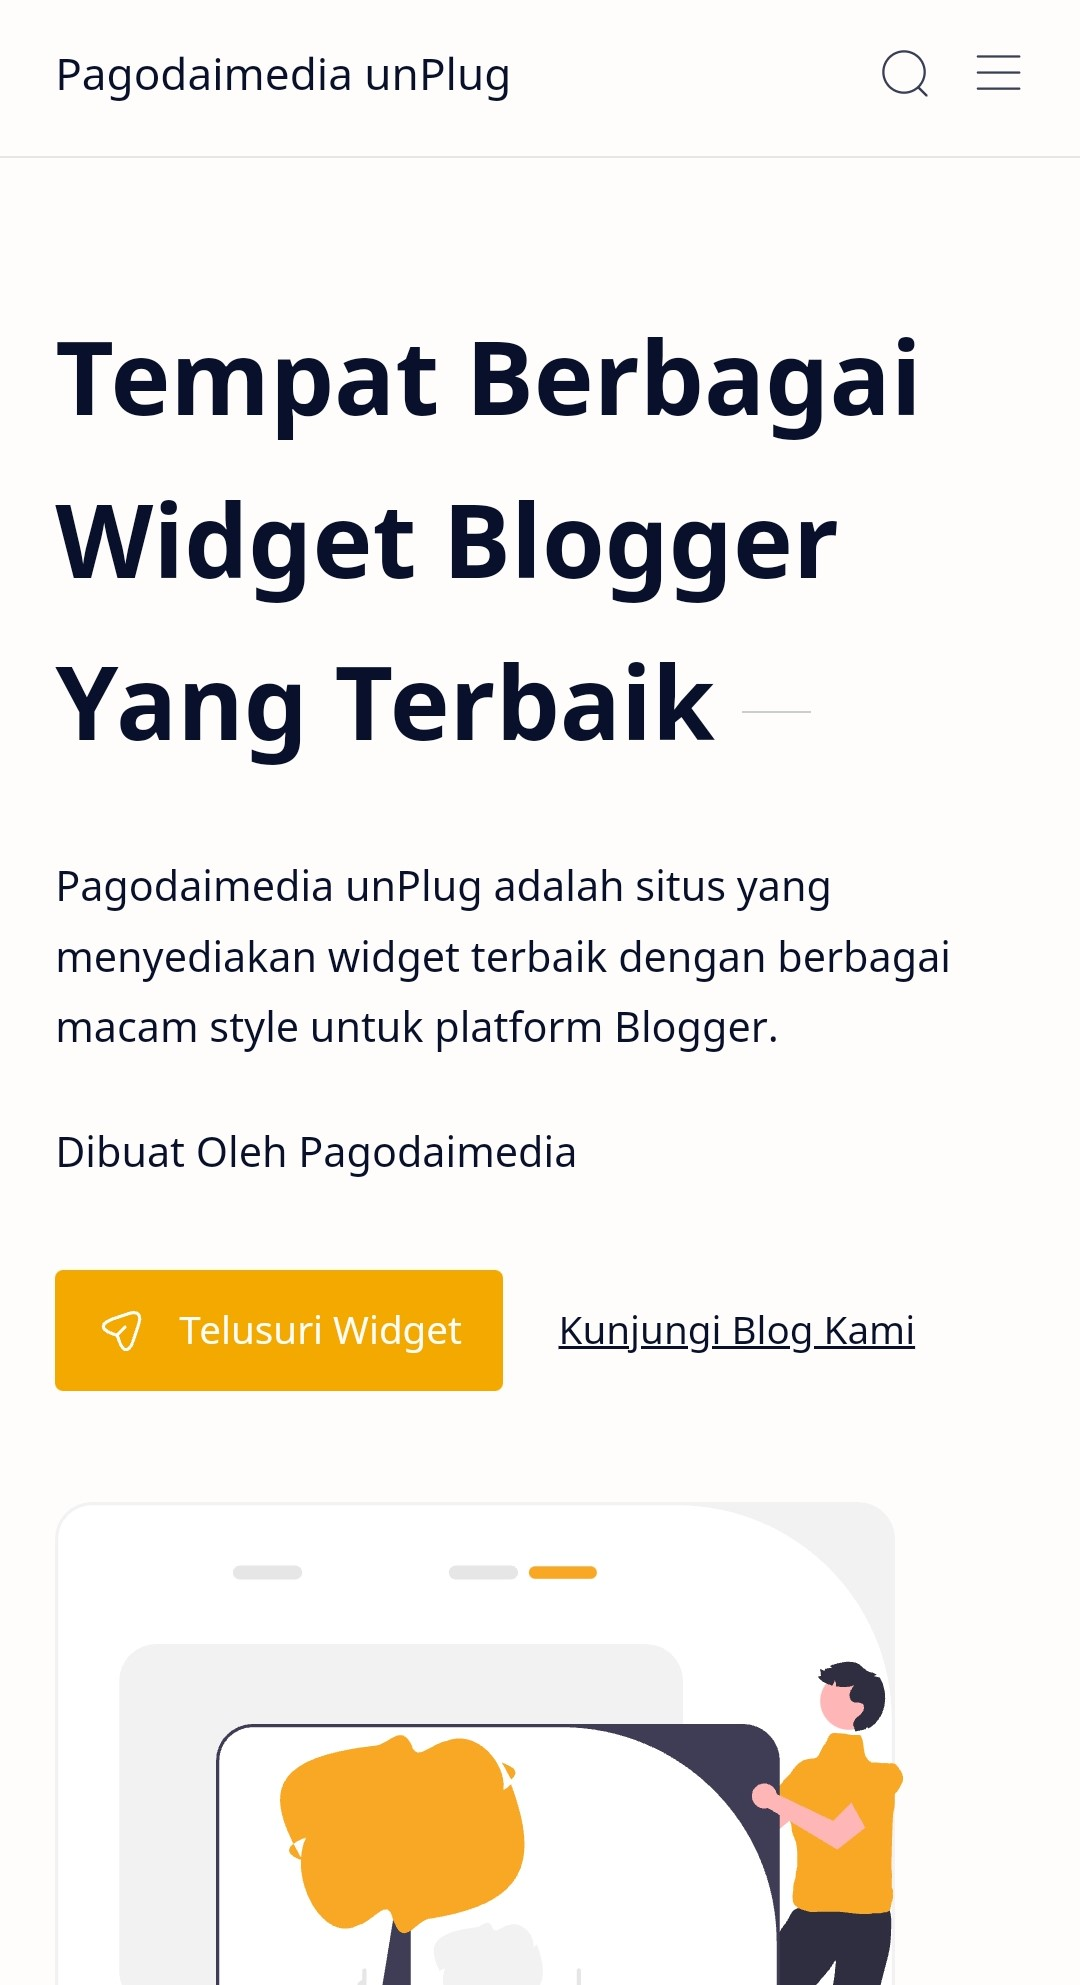 Pagodaimedia unPlug
Tempat Berbagai
Widget Blogger
Yang Terbaik
Pagodaimedia unPlug adalah situs yang
menyediakan widget terbaik dengan berbagai
macam style untuk platform Blogger.
Dibuat Oleh Pagodaimedia
Telusuri Widget
Kunjungi Blog Kami